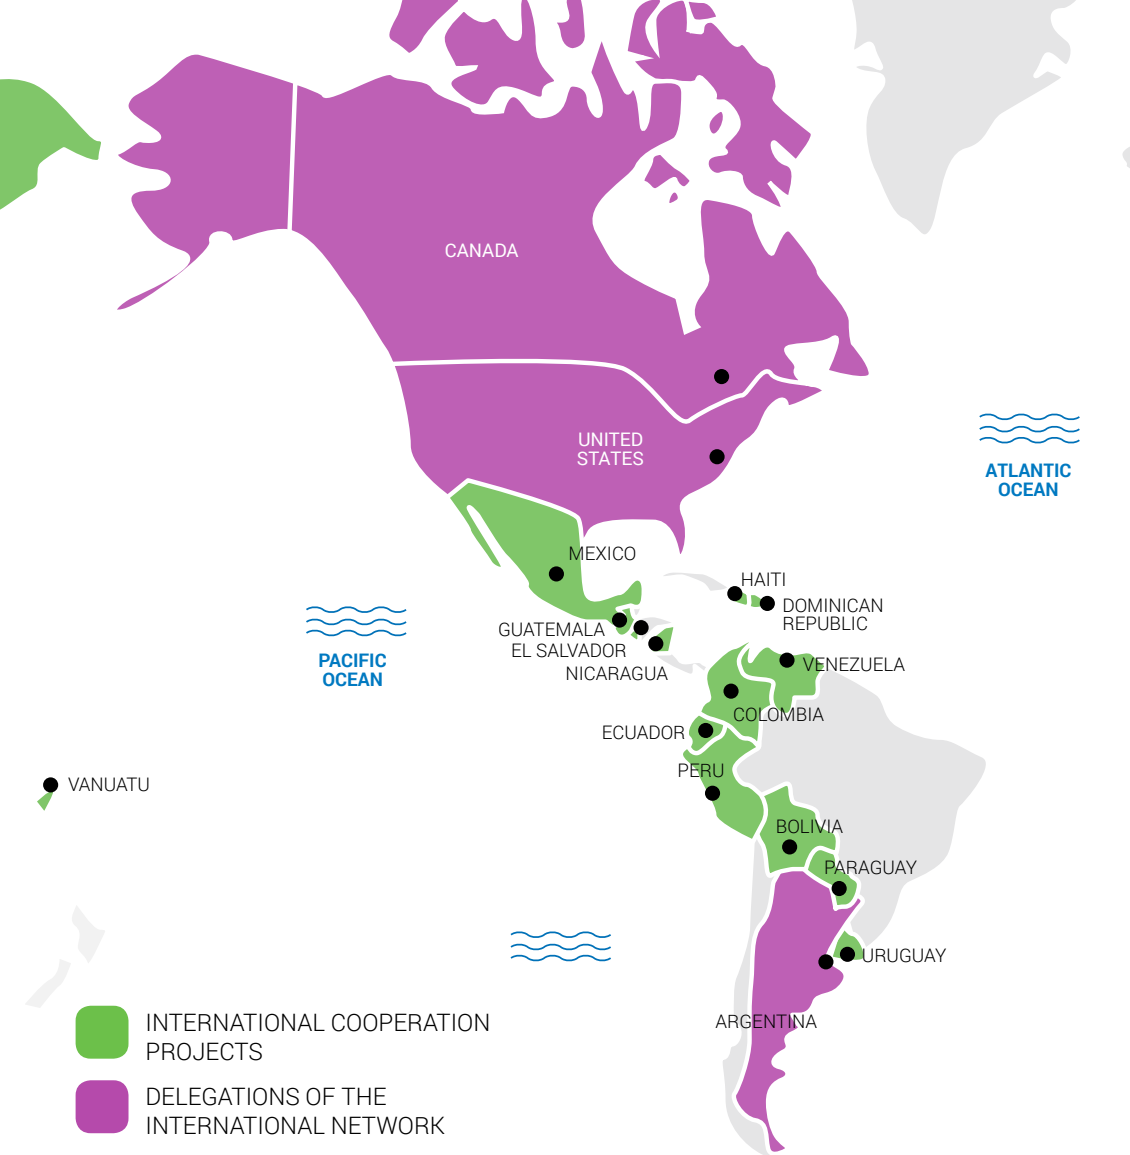 CANADA
UNITED
STATES
ATLANTIC
OCEAN
MEXICO
HAITI
DOMINICAN
REPUBLIC
GUATEMALA
EL SALVADOR
NICARAGUA
PACIFIC
OCEAN
VENEZUELA
COLOMBIA
ECUADOR
PERU
VANUATU
BOLIVIA
PARAGUAY
URUGUAY
ARGENTINA
INTERNATIONAL COOPERATION
PROJECTS
DELEGATIONS OF THE
INTERNATIONAL NETWORK